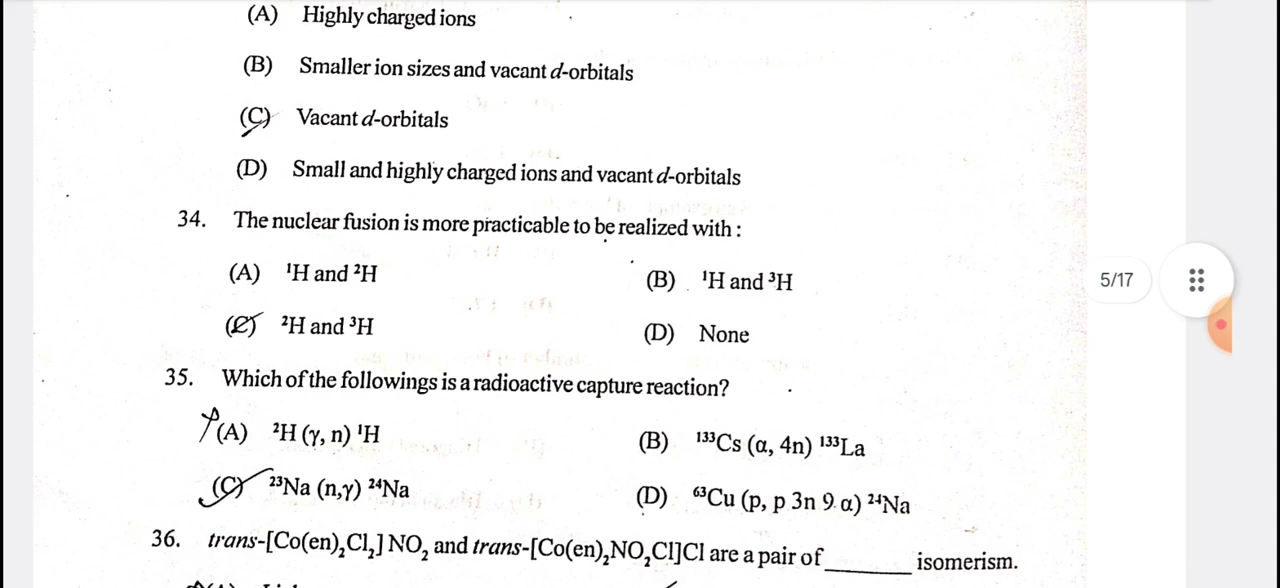 (A) Highly charged ions
(B) Smaller ion sizes and vacant d-orbitals
(C) Vacant d-orbitals
(D) Small and highly charged ions and vacant d-orbitals
34. The nuclear fusion is more practicable to be realized with :
(A) ¹H and ²H (B) ¹H and ³H
(C) ²H and ³H (D) None
35. Which of the followings is a radioactive capture reaction?
(A) ²H (γ, n) ¹H (B) ¹³³Cs (α, 4n) ¹³³La
(C) ²³Na (n,γ) ²⁴Na (D) ⁶³Cu (p, p 3n 9 α) ²⁴Na
36. trans-[Co(en)₂Cl₂] NO₂ and trans-[Co(en)₂NO₂Cl]Cl are a pair of ________ isomerism.
5/17